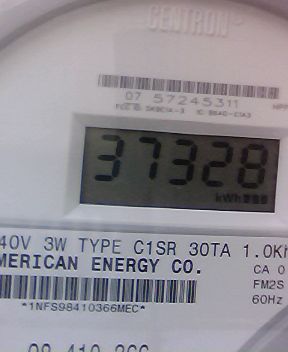 CENTRON
07 57245311
37328
kWh
40V 3W TYPE C1SR 30TA 1.0Kh
MERICAN ENERGY CO.
CA 0
FM2S
60Hz
*1NFS98410366MEC*